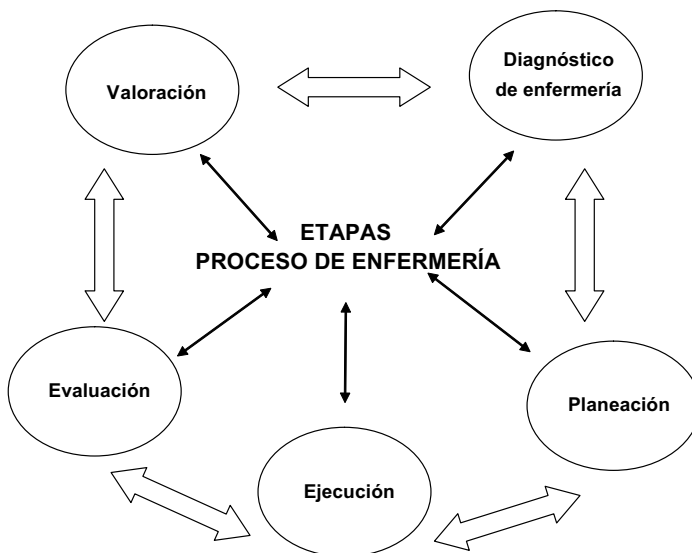 Valoración
Diagnóstico
de enfermería
ETAPAS
PROCESO DE ENFERMERÍA
Evaluación
Planeación
Ejecución